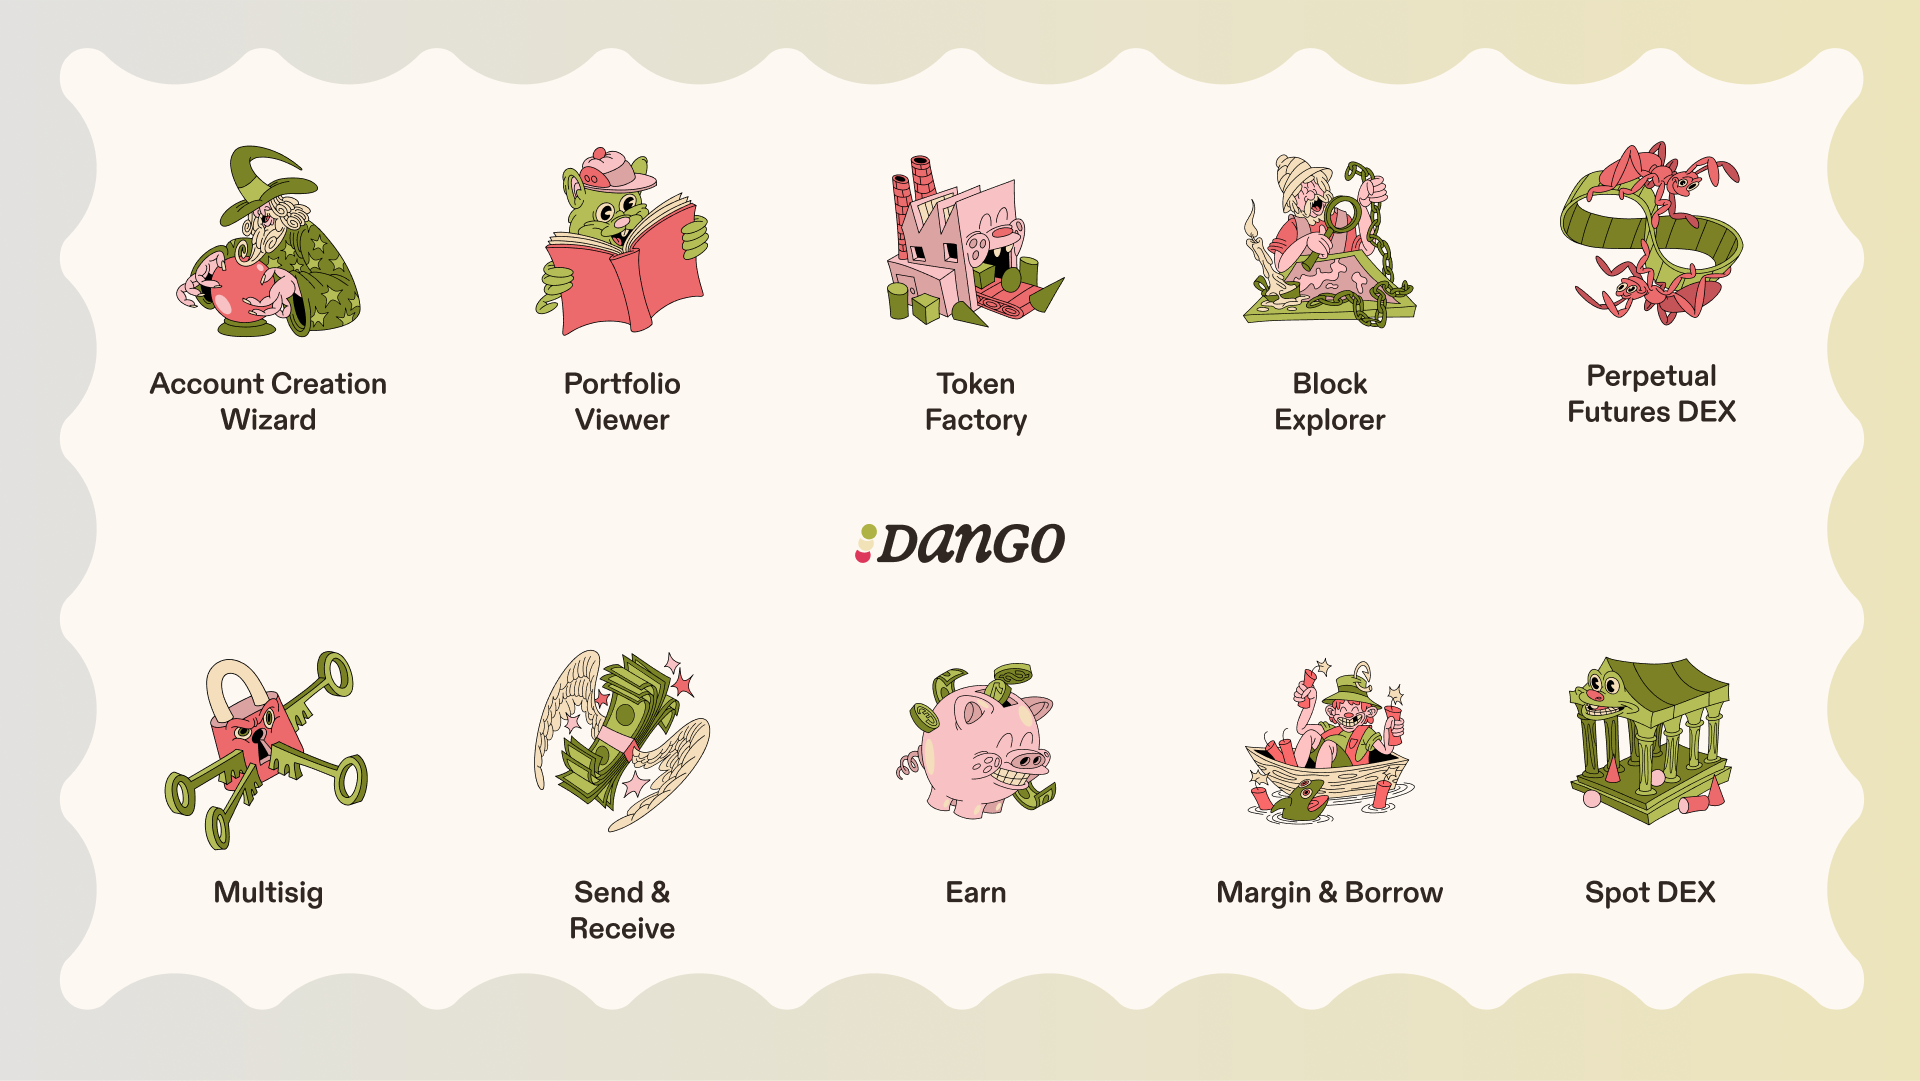 Account Creation
Wizard
Portfolio
Viewer
Token
Factory
Block
Explorer
Perpetual
Futures DEX
DANGO
Multisig
Send &
Receive
Earn
Margin & Borrow
Spot DEX